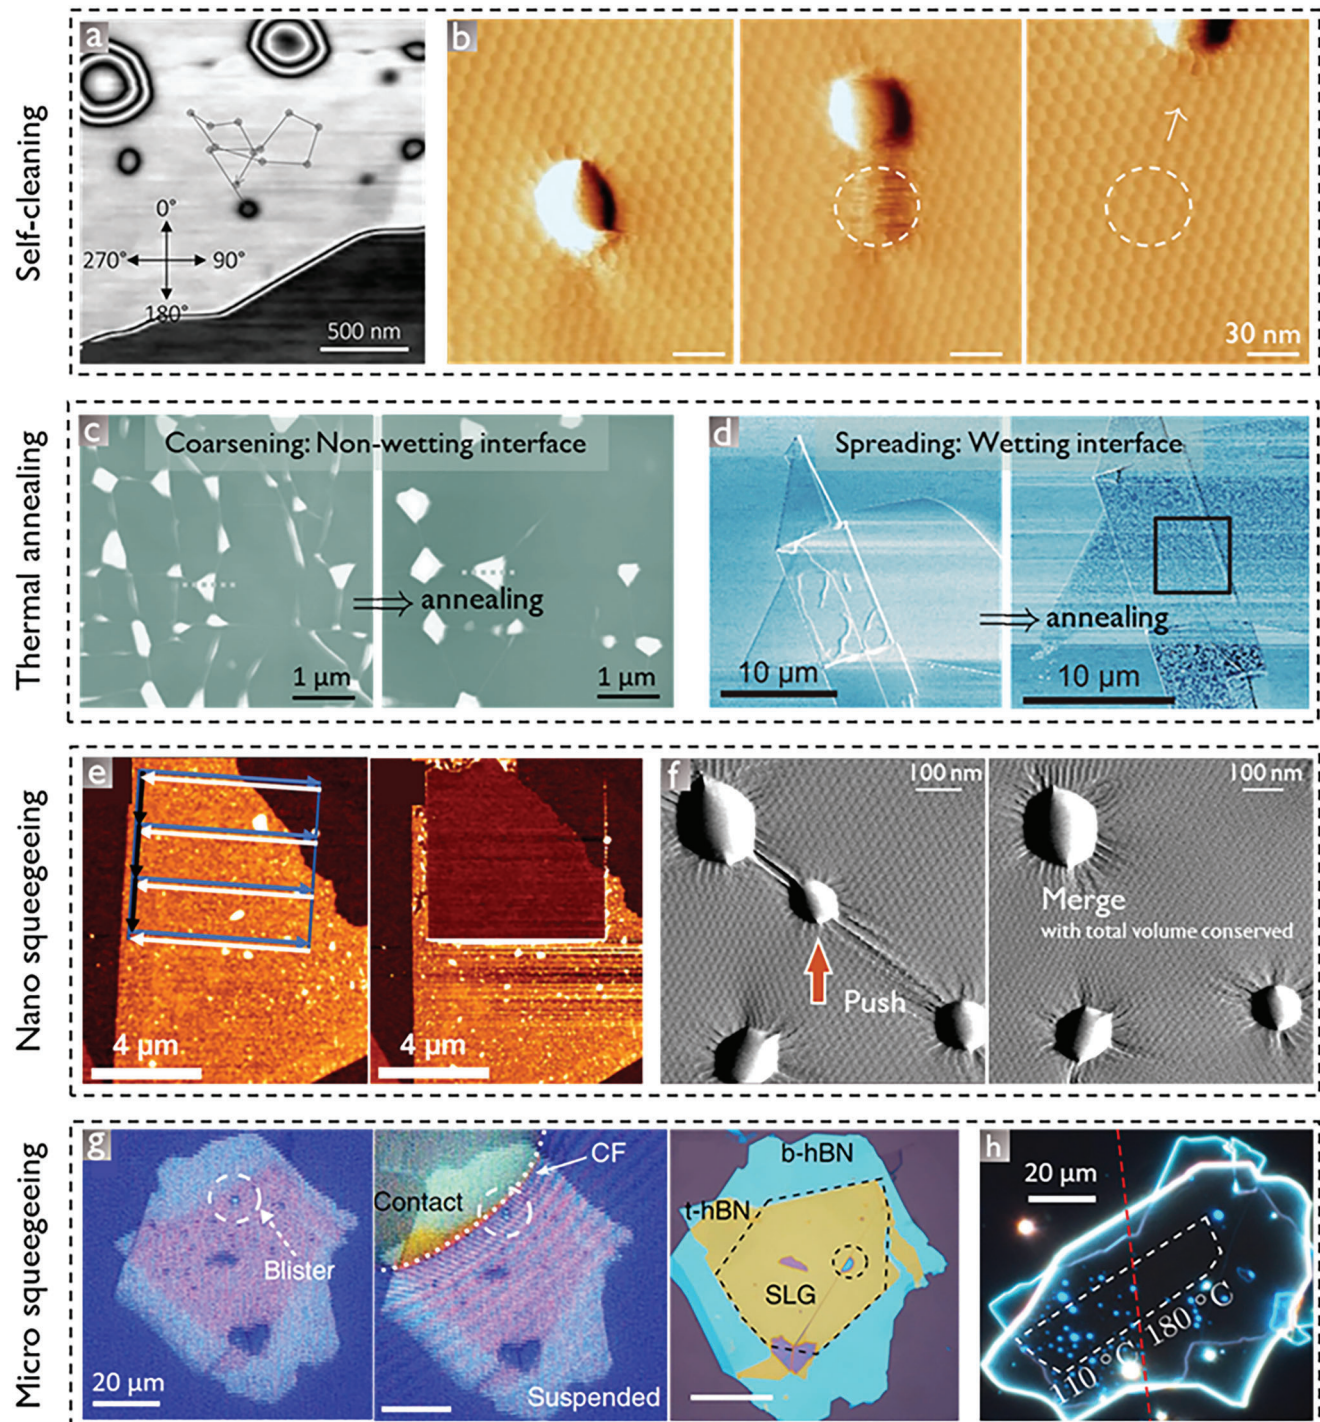 Self-cleaning
a
0°
270°
90°
180°
500 nm
b
30 nm
Thermal annealing
c
Coarsening: Non-wetting interface
annealing
1 μm
1 μm
d
Spreading: Wetting interface
annealing
10 μm
10 μm
Nano squeegeeing
e
4 μm
4 μm
f
100 nm
100 nm
Push
Merge
with total volume conserved
Micro squeegeeing
g
Blister
20 μm
CF
Contact
Suspended
b-hBN
t-hBN
SLG
h
20 μm
110 °C
180 °C